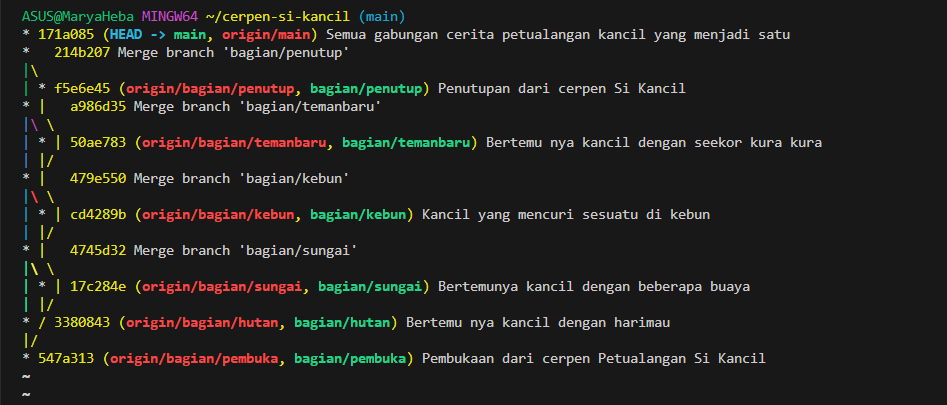 ASUS@MaryaHeba MINGW64 ~/cerpen-si-kancil (main)
* 171a085 (HEAD -> main, origin/main) Semua gabungan cerita petualangan kancil yang menjadi satu
*   214b207 Merge branch 'bagian/penutup'
|\
| * f5e6e45 (origin/bagian/penutup, bagian/penutup) Penutupan dari cerpen Si Kancil
* |   a986d35 Merge branch 'bagian/temanbaru'
|\ \
| * | 50ae783 (origin/bagian/temanbaru, bagian/temanbaru) Bertemu nya kancil dengan seekor kura kura
| |/
* |   479e550 Merge branch 'bagian/kebun'
|\ \
| * | cd4289b (origin/bagian/kebun, bagian/kebun) Kancil yang mencuri sesuatu di kebun
| |/
* |   4745d32 Merge branch 'bagian/sungai'
|\ \
| * | 17c284e (origin/bagian/sungai, bagian/sungai) Bertemunya kancil dengan beberapa buaya
| |/
* / 3380843 (origin/bagian/hutan, bagian/hutan) Bertemu nya kancil dengan harimau
|/
* 547a313 (origin/bagian/pembuka, bagian/pembuka) Pembukaan dari cerpen Petualangan Si Kancil
~
~